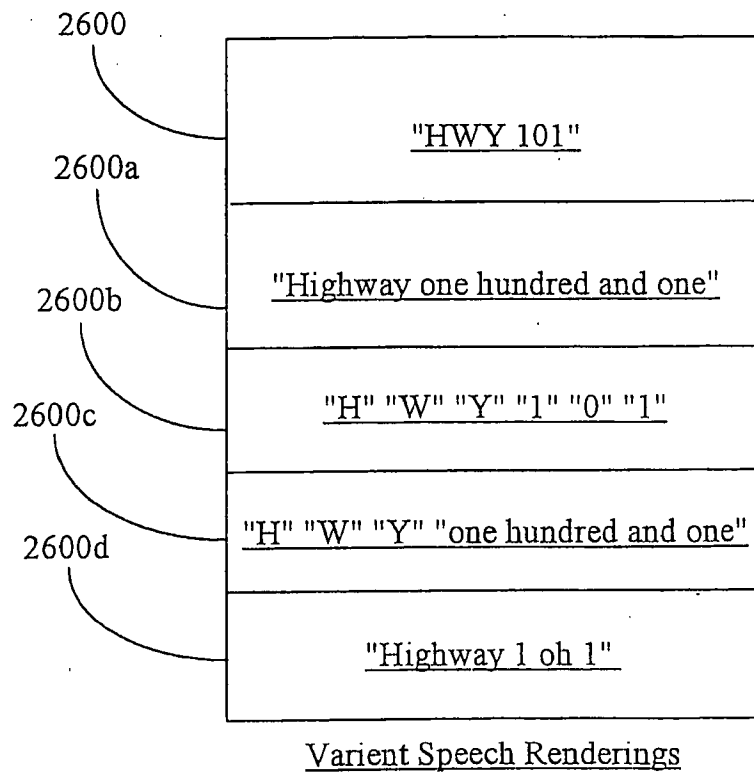 2600
"HWY 101"
2600a
"Highway one hundred and one"
2600b
"H" "W" "Y" "1" "0" "1"
2600c
"H" "W" "Y" "one hundred and one"
2600d
"Highway 1 oh 1"
Varient Speech Renderings